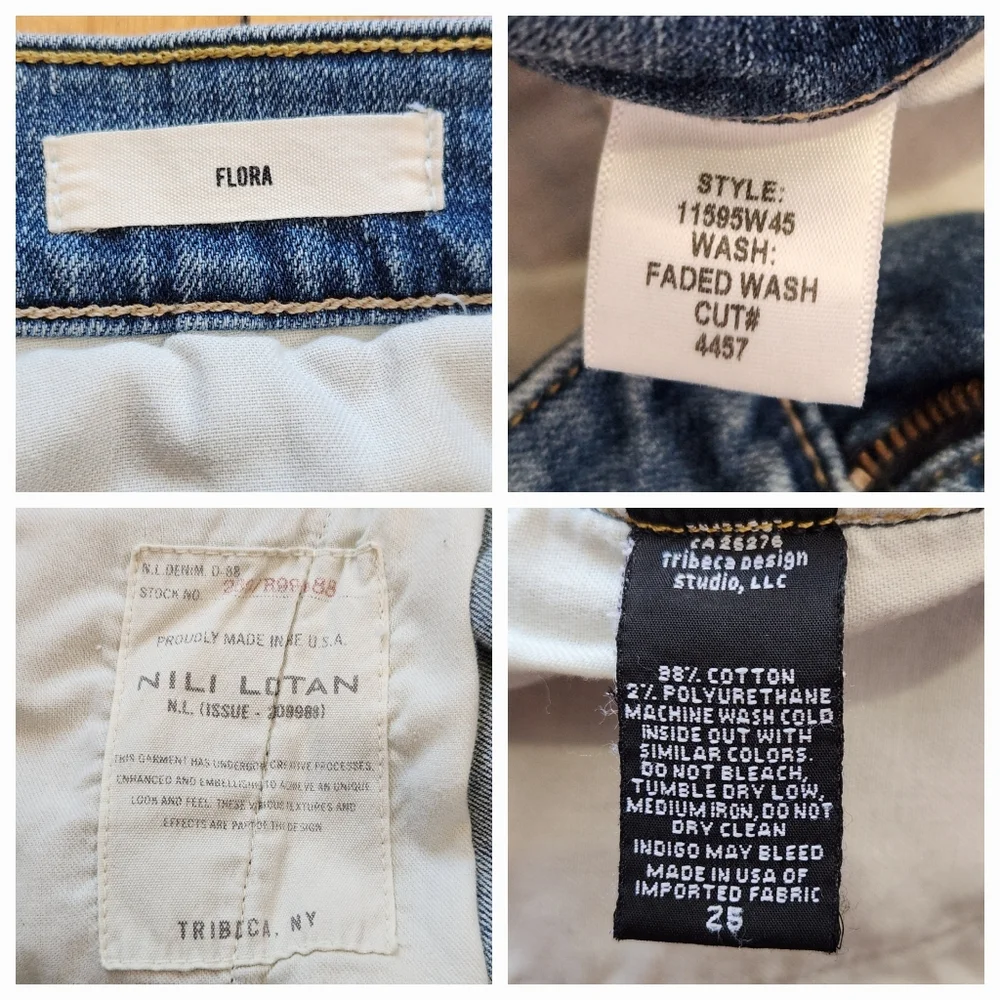 FLORA
STYLE:
11595W45
WASH:
FADED WASH
CUT#
4457
N.L. DENIM. D-88
STOCK NO.
PROUDLY MADE IN HE U.S.A.
NILI LOTAN
N.L. (ISSUE - 209989)
THIS GARMENT HAS UNDERGO CREATIVE PROCESSES,
ENHANCED AND EMBELLISH TO ACHIEVE AN UNIQUE
LOOK AND FEEL. THESE VARIOUS TEXTURES AND
EFFECTS ARE PART OF THE DESIGN
TRIBECA, NY
CA 26276
Tribeca Design
Studio, LLC
98% COTTON
2% POLYURETHANE
MACHINE WASH COLD
INSIDE OUT WITH
SIMILAR COLORS.
DO NOT BLEACH,
TUMBLE DRY LOW,
MEDIUM IRON, DO NOT
DRY CLEAN
INDIGO MAY BLEED
MADE IN USA OF
IMPORTED FABRIC
25